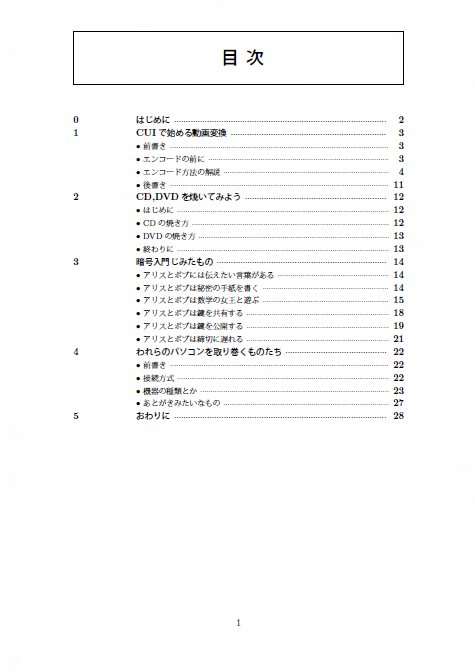 目 次
0 はじめに 2
1 CUI で始める動画変換 3
• 前書き 3
• エンコードの前に 3
• エンコード方法の解説 4
• 後書き 11
2 CD,DVD を焼いてみよう 12
• はじめに 12
• CD の焼き方 12
• DVD の焼き方 13
• 終わりに 13
3 暗号入門じみたもの 14
• アリスとボブには伝えたい言葉がある 14
• アリスとボブは秘密の手紙を書く 14
• アリスとボブは数学の女王と遊ぶ 15
• アリスとボブは鍵を共有する 18
• アリスとボブは鍵を公開する 19
• アリスとボブは締切に遅れる 21
4 われらのパソコンを取り巻くものたち 22
• 前書き 22
• 接続方式 22
• 機器の種類とか 23
• あとがきみたいなもの 27
5 おわりに 28
1